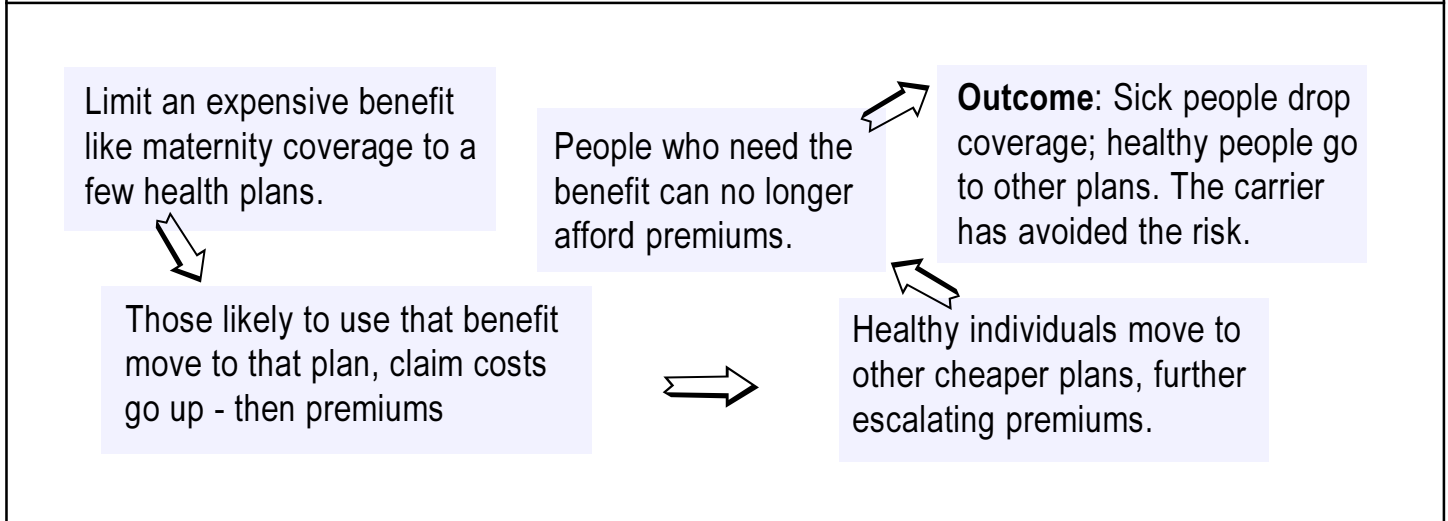 Limit an expensive benefit
like maternity coverage to a
few health plans.
Those likely to use that benefit
move to that plan, claim costs
go up - then premiums
Healthy individuals move to
other cheaper plans, further
escalating premiums.
People who need the
benefit can no longer
afford premiums.
Outcome: Sick people drop
coverage; healthy people go
to other plans. The carrier
has avoided the risk.